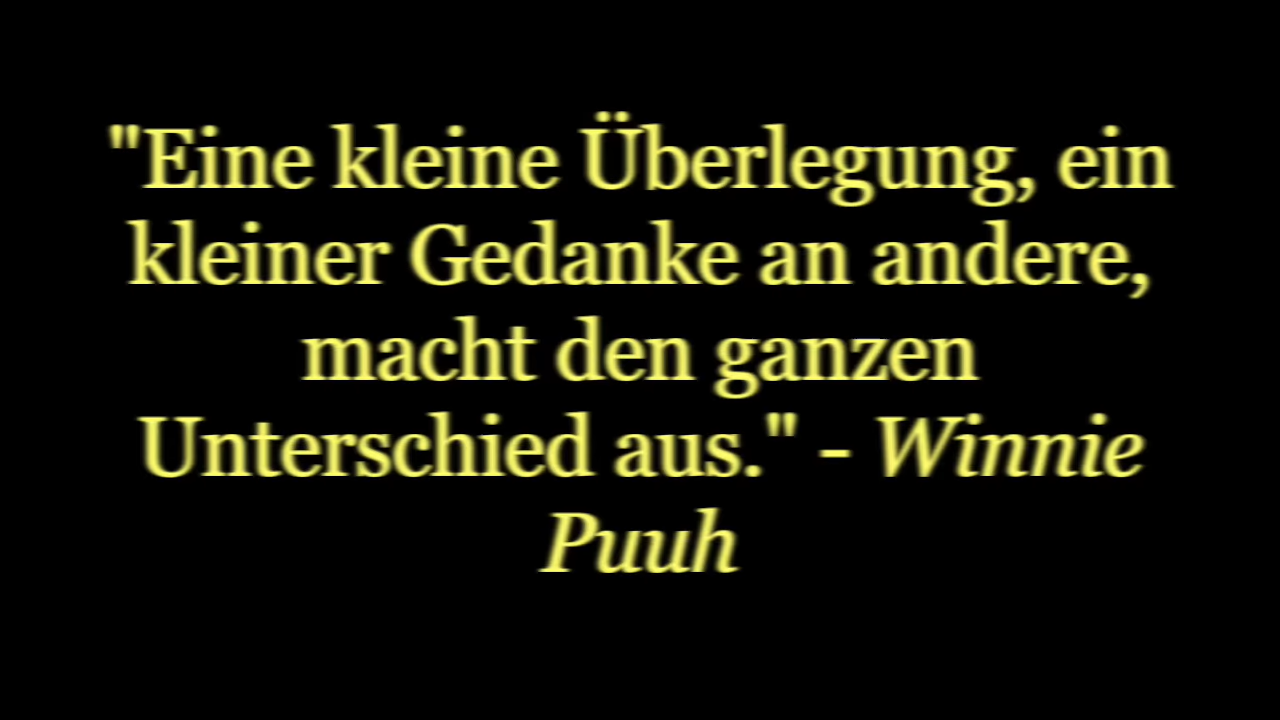 "Eine kleine Überlegung, ein
kleiner Gedanke an andere,
macht den ganzen
Unterschied aus." - Winnie
Puuh